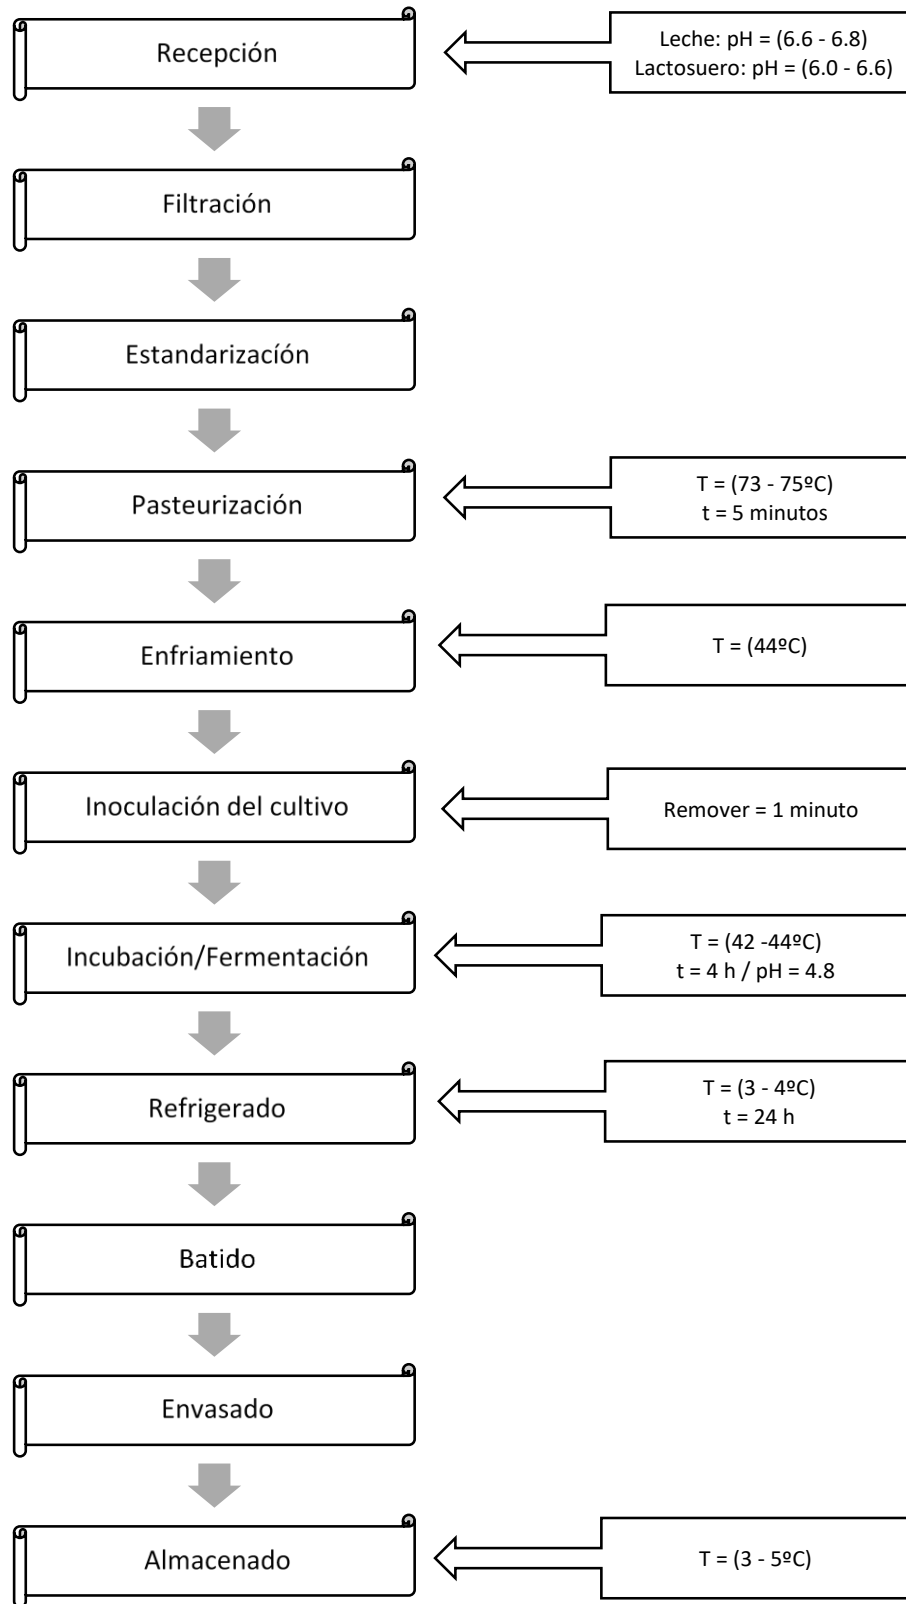 Recepción
Leche: pH = (6.6 - 6.8)
Lactosuero: pH = (6.0 - 6.6)
Filtración
Estandarizacíón
Pasteurización
T = (73 - 75ºC)
t = 5 minutos
Enfriamiento
T = (44ºC)
Inoculación del cultivo
Remover = 1 minuto
Incubación/Fermentación
T = (42 -44ºC)
t = 4 h / pH = 4.8
Refrigerado
T = (3 - 4ºC)
t = 24 h
Batido
Envasado
Almacenado
T = (3 - 5ºC)